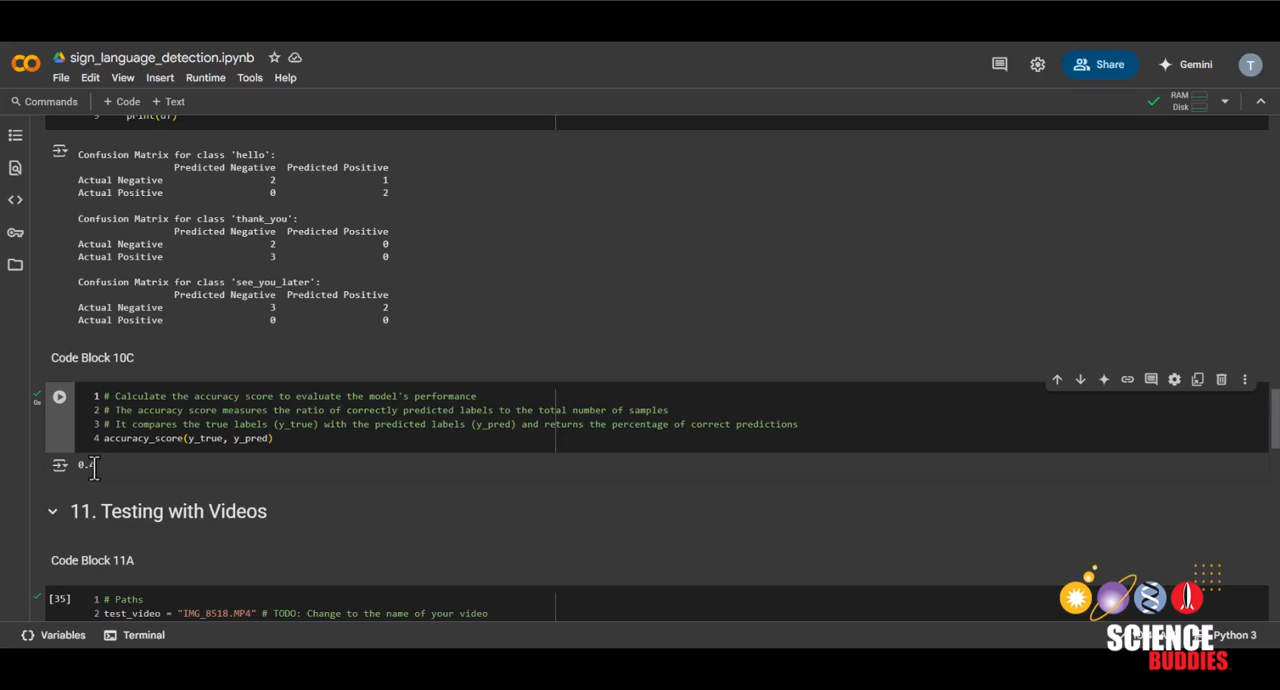 sign_language_detection.ipynb
File Edit View Insert Runtime Tools Help
Share
Gemini
T
Commands + Code + Text
RAM
Disk
Confusion Matrix for class 'hello':
Predicted Negative Predicted Positive
Actual Negative 2 1
Actual Positive 0 2
Confusion Matrix for class 'thank_you':
Predicted Negative Predicted Positive
Actual Negative 2 0
Actual Positive 3 0
Confusion Matrix for class 'see_you_later':
Predicted Negative Predicted Positive
Actual Negative 3 2
Actual Positive 0 0
Code Block 10C
1 # Calculate the accuracy score to evaluate the model's performance
2 # The accuracy score measures the ratio of correctly predicted labels to the total number of samples
3 # It compares the true labels (y_true) with the predicted labels (y_pred) and returns the percentage of correct predictions
4 accuracy_score(y_true, y_pred)
11. Testing with Videos
Code Block 11A
[35] 1 # Paths
2 test_video = "IMG_8518.MP4" # TODO: Change to the name of your video
Variables Terminal
Python 3
SCIENCE
BUDDIES